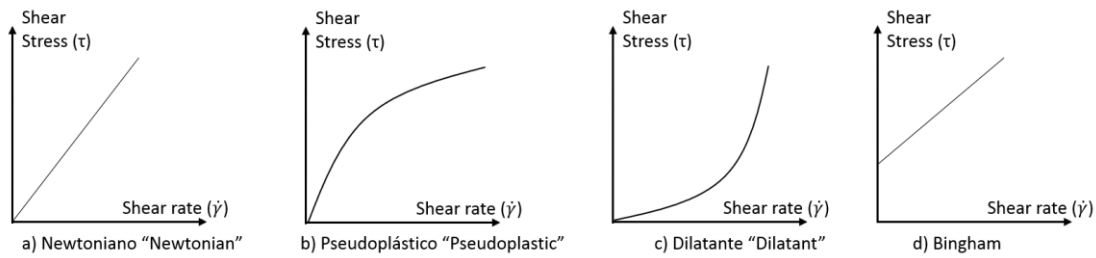 Shear
Stress (τ)
Shear rate (γ̇)
a) Newtoniano “Newtonian”
Shear
Stress (τ)
Shear rate (γ̇)
b) Pseudoplástico “Pseudoplastic”
Shear
Stress (τ)
Shear rate (γ̇)
c) Dilatante “Dilatant”
Shear
Stress (τ)
Shear rate (γ̇)
d) Bingham